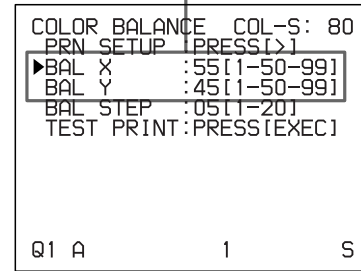 COLOR BALANCE COL-S: 80
PRN SETUP :PRESS[>]
▶BAL X :55[1-50-99]
BAL Y :45[1-50-99]
BAL STEP :05[1-20]
TEST PRINT:PRESS[EXEC]
Q1 A 1 S